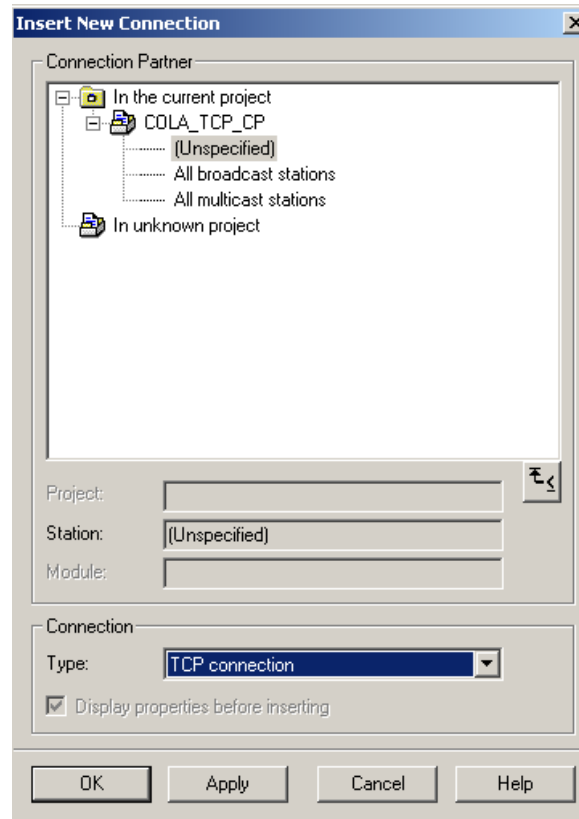 Insert New Connection
Connection Partner
In the current project
COLA_TCP_CP
(Unspecified)
All broadcast stations
All multicast stations
In unknown project
Project:
Station: (Unspecified)
Module:
Connection
Type: TCP connection
Display properties before inserting
OK Apply Cancel Help